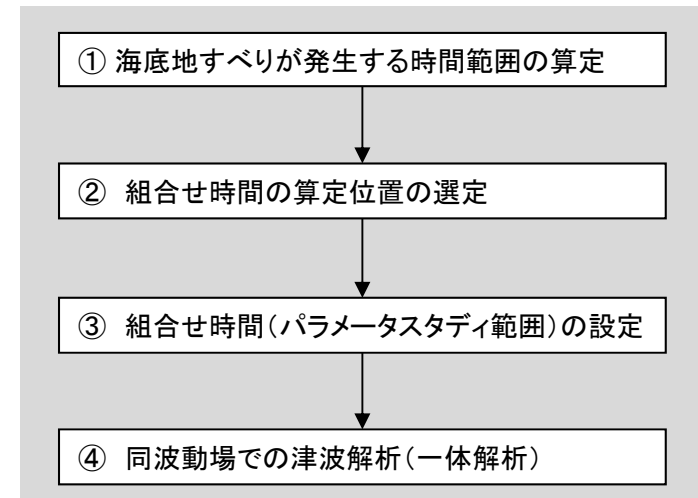 ① 海底地すべりが発生する時間範囲の算定
② 組合せ時間の算定位置の選定
③ 組合せ時間(パラメータスタディ範囲)の設定
④ 同波動場での津波解析(一体解析)